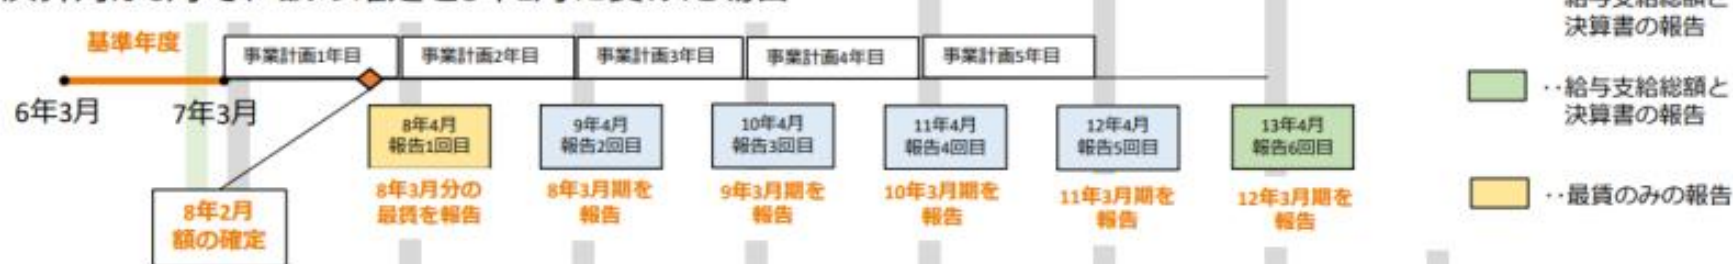 基準年度
事業計画1年目
事業計画2年目
事業計画3年目
事業計画4年目
事業計画5年目
6年3月
7年3月
8年2月
額の確定
8年4月
報告1回目
8年3月分の
最賃を報告
9年4月
報告2回目
8年3月期を
報告
10年4月
報告3回目
9年3月期を
報告
11年4月
報告4回目
10年3月期を
報告
12年4月
報告5回目
11年3月期を
報告
13年4月
報告6回目
12年3月期を
報告
給与支給総額と
決算書の報告
‥給与支給総額と
決算書の報告
‥最賃のみの報告